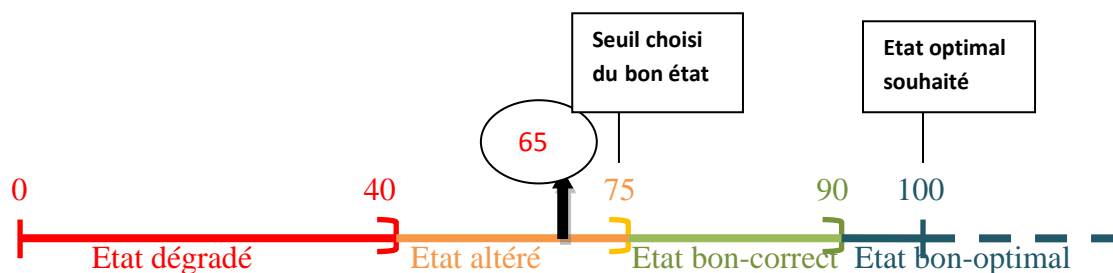 Seuil choisi
du bon état
Etat optimal
souhaité
65
0 40 75 90 100
Etat dégradé Etat altéré Etat bon-correct Etat bon-optimal